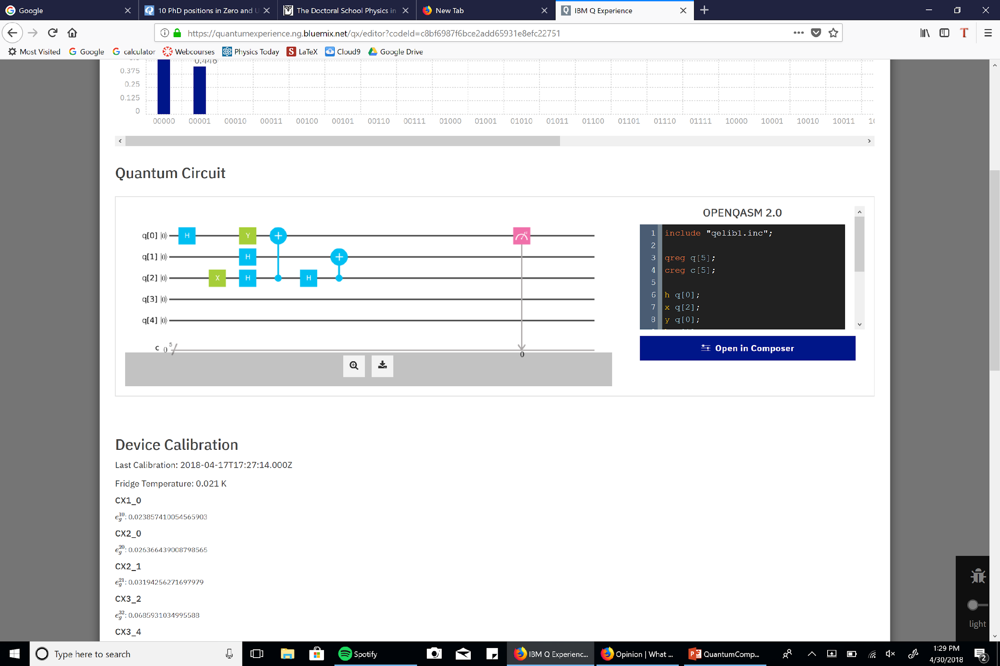 Google
10 PhD positions in Zero and U
The Doctoral School Physics in
New Tab
IBM Q Experience
https://quantumexperience.ng.bluemix.net/qx/editor?codeId=c8bf6987f6bce2add65931e8efc22751
Most Visited Google calculator Webcourses Physics Today LaTeX Cloud9 Google Drive
0.446
0.375
0.25
0.125
0
00000 00001 00010 00011 00100 00101 00110 00111 01000 01001 01010 01011 01100 01101 01110 01111 10000 10001 10010 10011
Quantum Circuit
q[0] |0⟩ H Y +
q[1] |0⟩ H +
q[2] |0⟩ X H H
q[3] |0⟩
q[4] |0⟩
c 0 5
0
OPENQASM 2.0
1 include "qelib1.inc";
2
3 qreg q[5];
4 creg c[5];
5
6 h q[0];
7 x q[2];
8 y q[0];
Open in Composer
Device Calibration
Last Calibration: 2018-04-17T17:27:14.000Z
Fridge Temperature: 0.021 K
CX1_0
e_g^10: 0.023857410054565903
CX2_0
e_g^20: 0.026366439008798565
CX2_1
e_g^21: 0.03194256271697979
CX3_2
e_g^32: 0.0685931034995588
CX3_4
light
Type here to search
Spotify
IBM Q Experienc...
Opinion | What ...
QuantumComp...
1:29 PM
4/30/2018
2